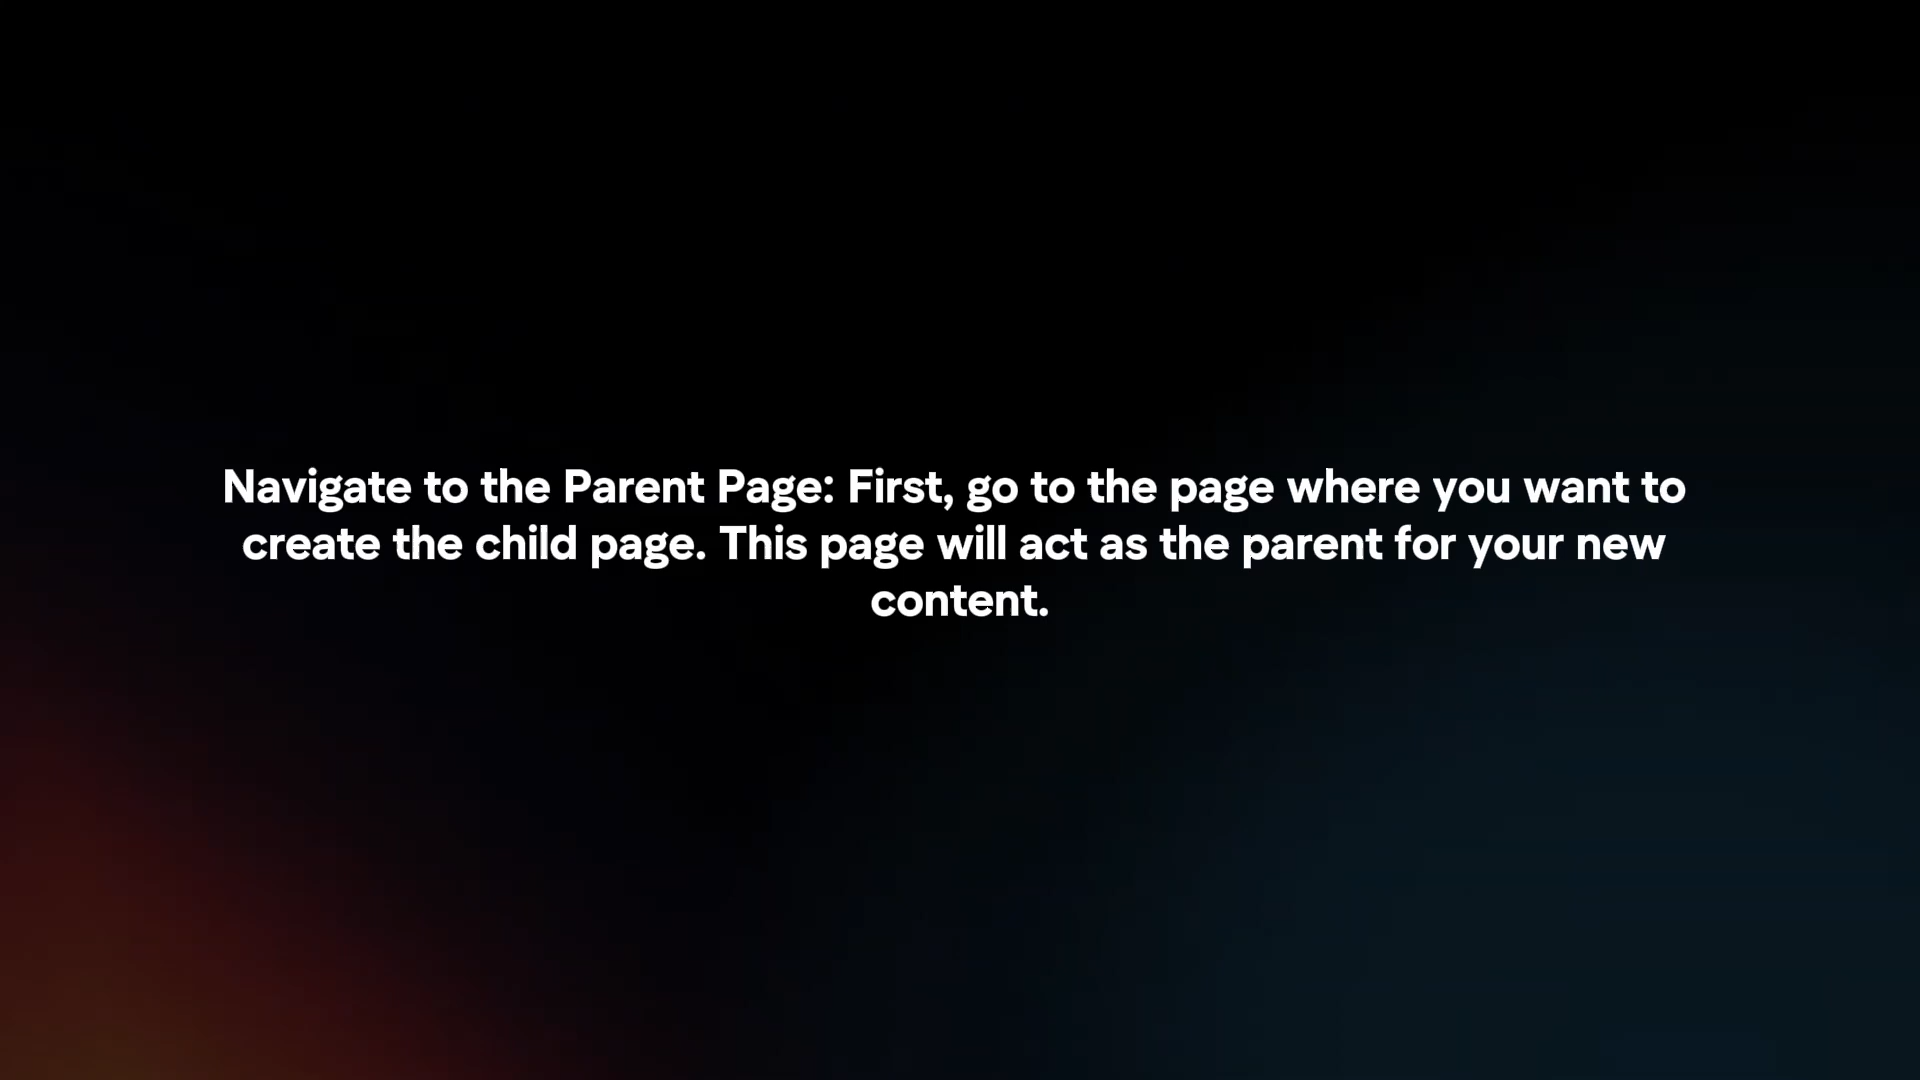 Navigate to the Parent Page: First, go to the page where you want to
create the child page. This page will act as the parent for your new
content.